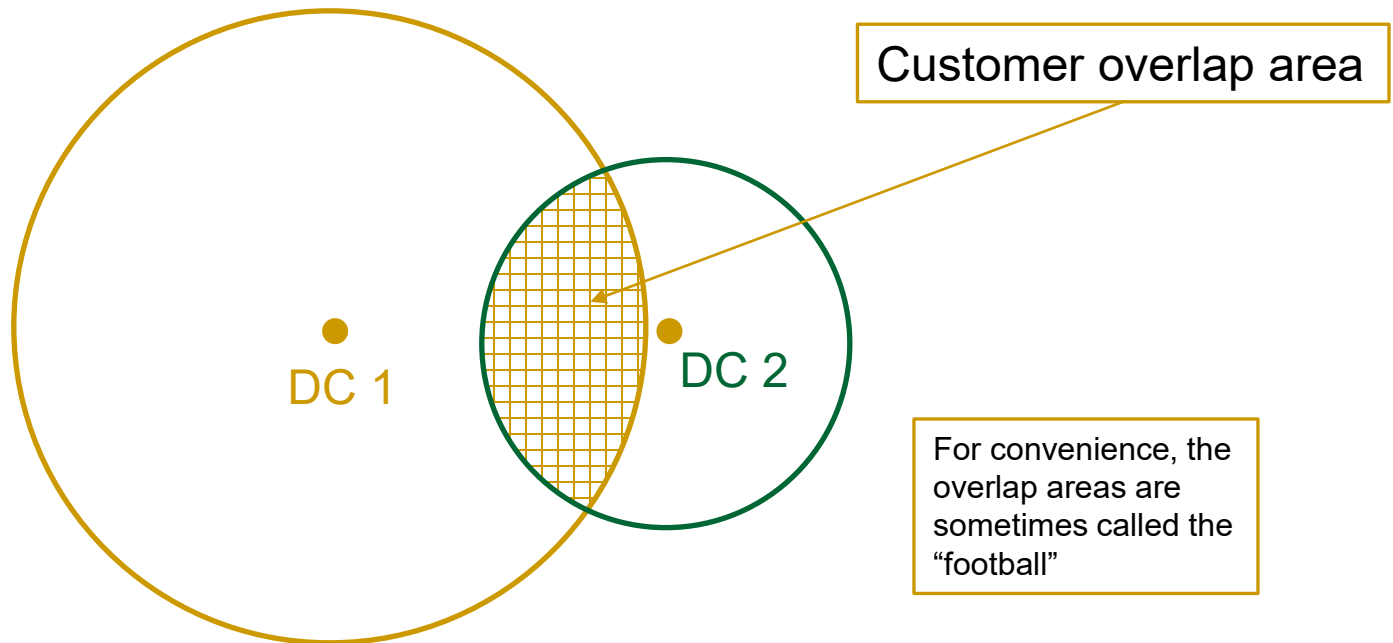 Customer overlap area
DC 1
DC 2
For convenience, the
overlap areas are
sometimes called the
“football”